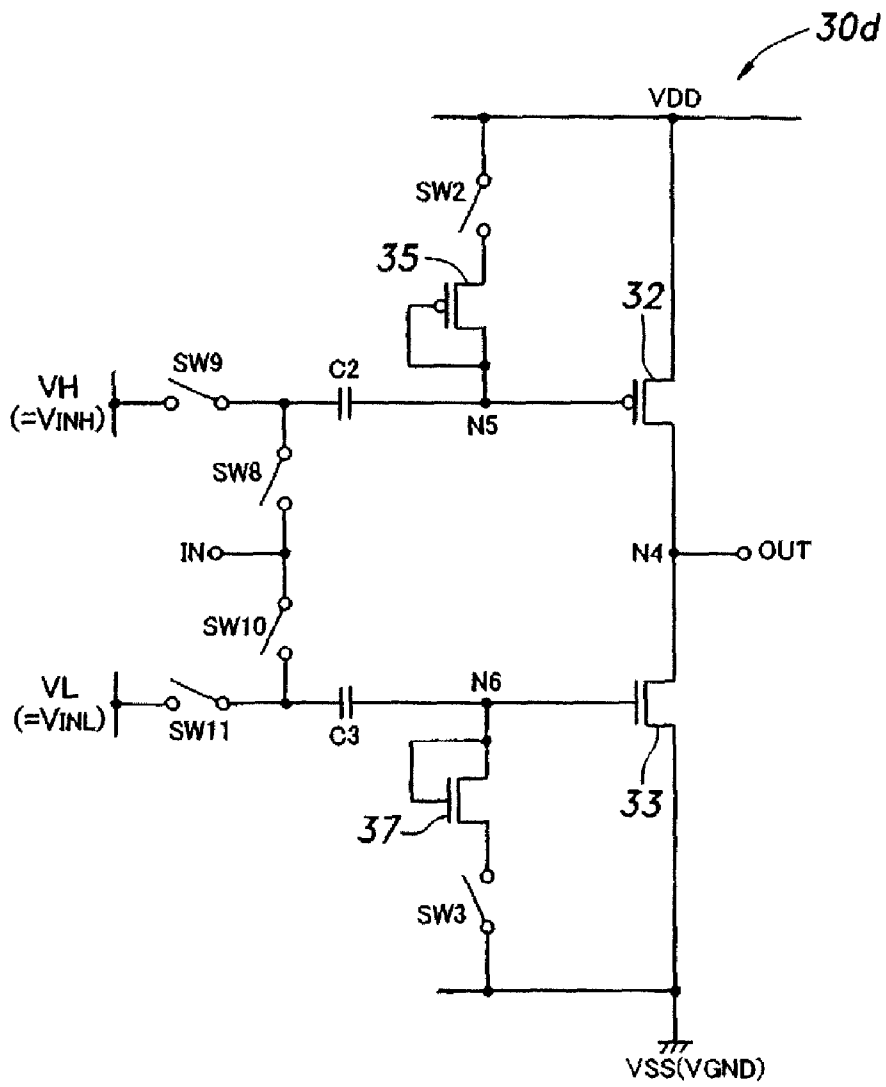 30d
VDD
SW2
35
32
SW9
C2
VH
(=VINH)
N5
SW8
IN
N4
OUT
SW10
VL
(=VINL)
N6
SW11
C3
33
37
SW3
VSS(VGND)